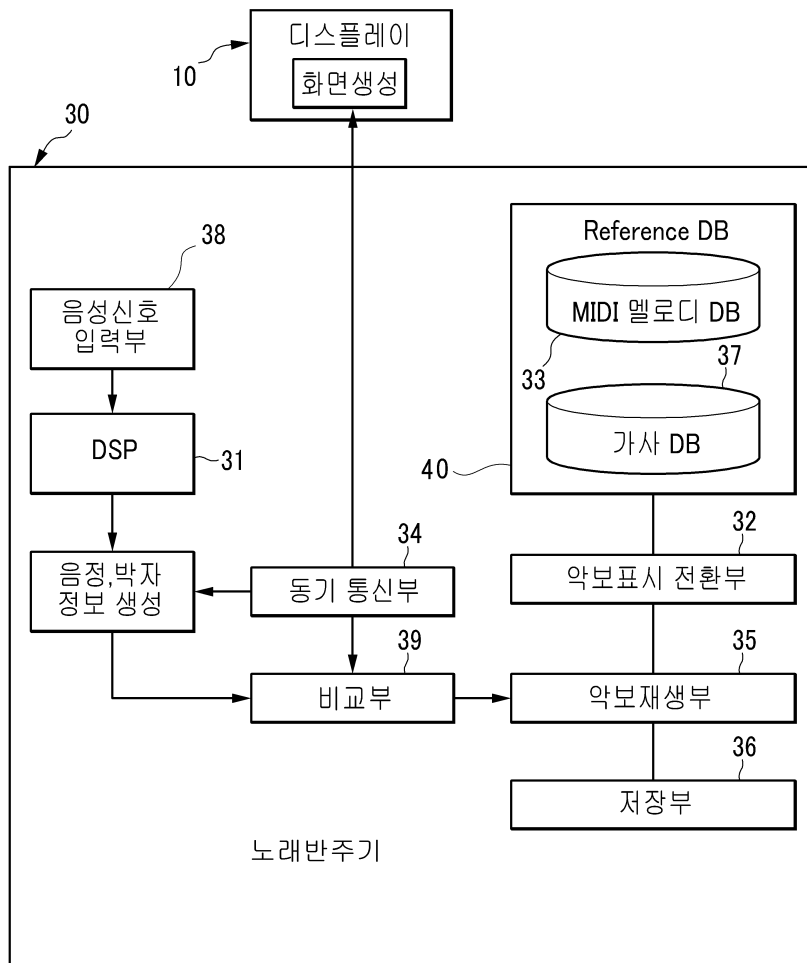 디스플레이
화면생성
10
30
38
음성신호
입력부
DSP
31
음정,박자
정보 생성
34
동기 통신부
39
비교부
Reference DB
MIDI 멜로디 DB
33
37
가사 DB
40
32
악보표시 전환부
35
악보재생부
36
저장부
노래반주기